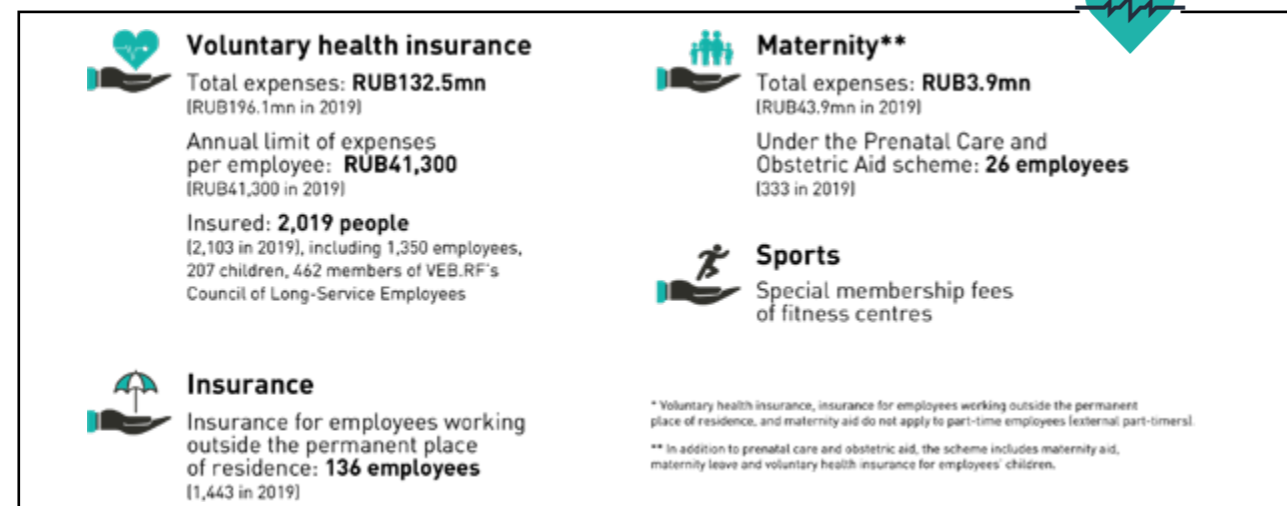 Voluntary health insurance
Total expenses: RUB132.5mn
(RUB196.1mn in 2019)
Annual limit of expenses
per employee: RUB41,300
(RUB41,300 in 2019)
Insured: 2,019 people
(2,103 in 2019), including 1,350 employees,
207 children, 462 members of VEB.RF's
Council of Long-Service Employees
Insurance
Insurance for employees working
outside the permanent place
of residence: 136 employees
(1,443 in 2019)
Maternity**
Total expenses: RUB3.9mn
(RUB43.9mn in 2019)
Under the Prenatal Care and
Obstetric Aid scheme: 26 employees
(333 in 2019)
Sports
Special membership fees
of fitness centres
* Voluntary health insurance, insurance for employees working outside the permanent
place of residence, and maternity aid do not apply to part-time employees (external part-timers).
** In addition to prenatal care and obstetric aid, the scheme includes maternity aid,
maternity leave and voluntary health insurance for employees' children.